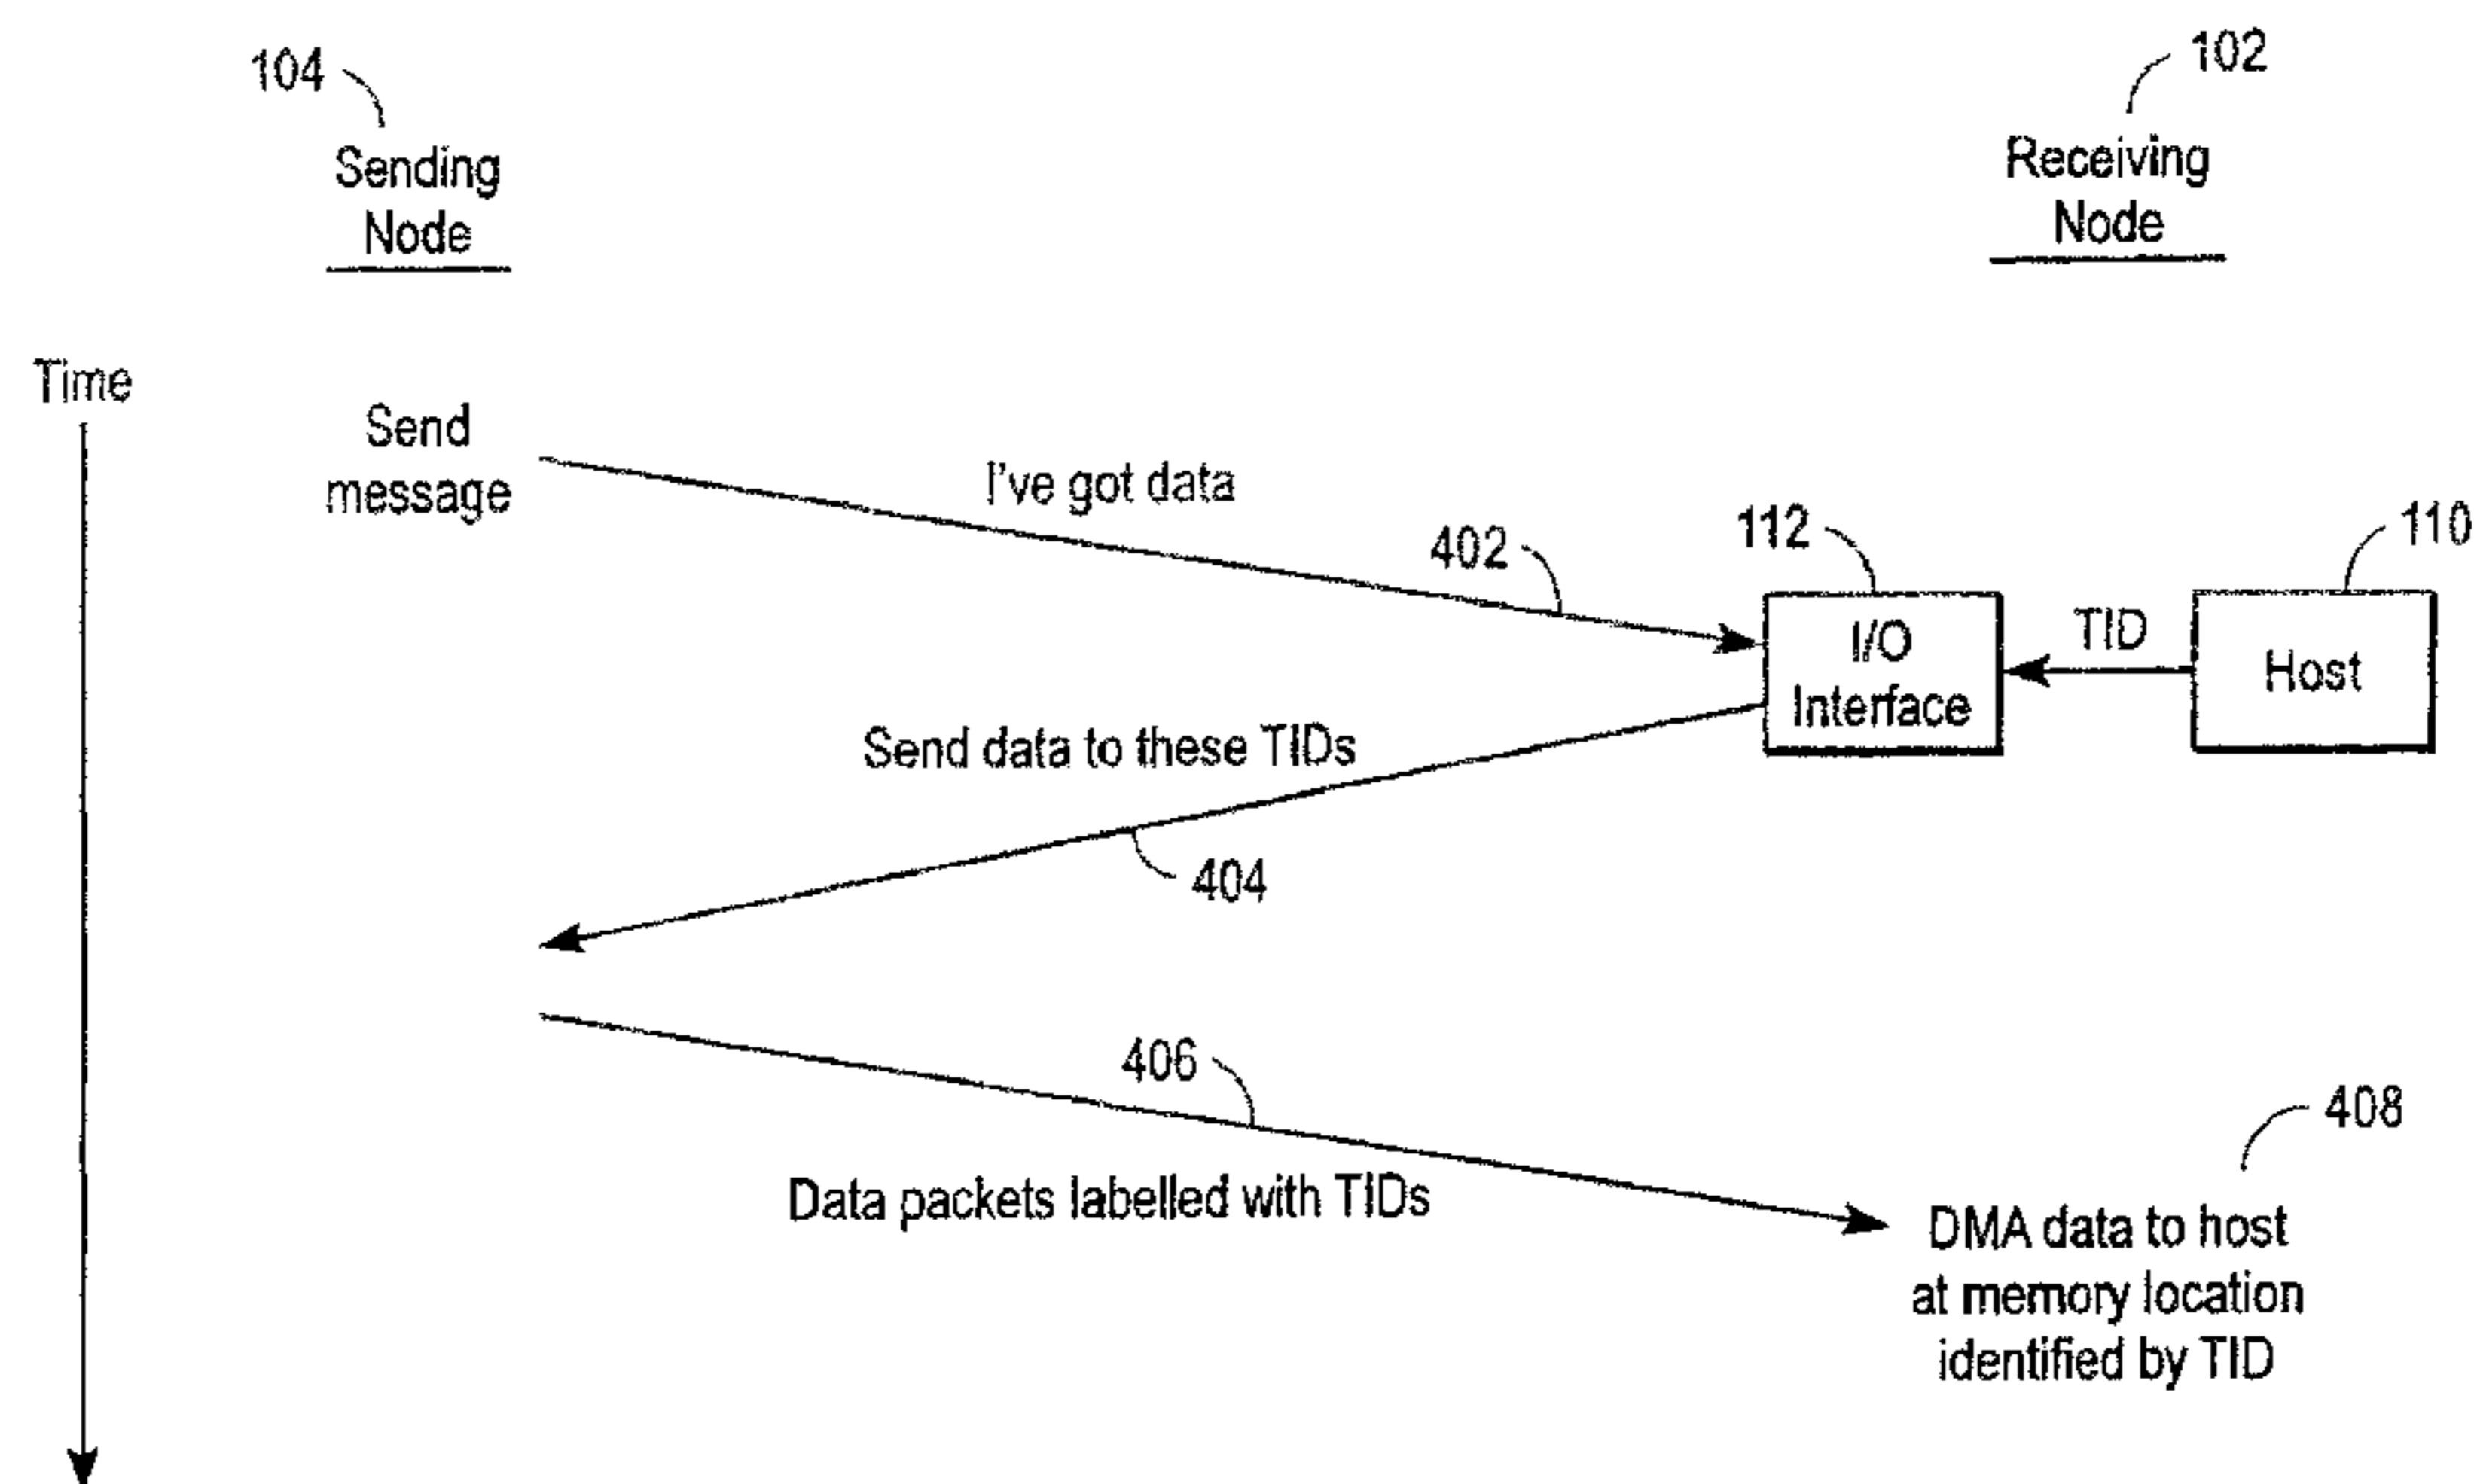 104
102
Sending
Node
Receiving
Node
Time
Send
message
I've got data
402
112
110
I/O
Interface
TID
Host
Send data to these TIDs
404
406
Data packets labelled with TIDs
408
DMA data to host
at memory location
identified by TID